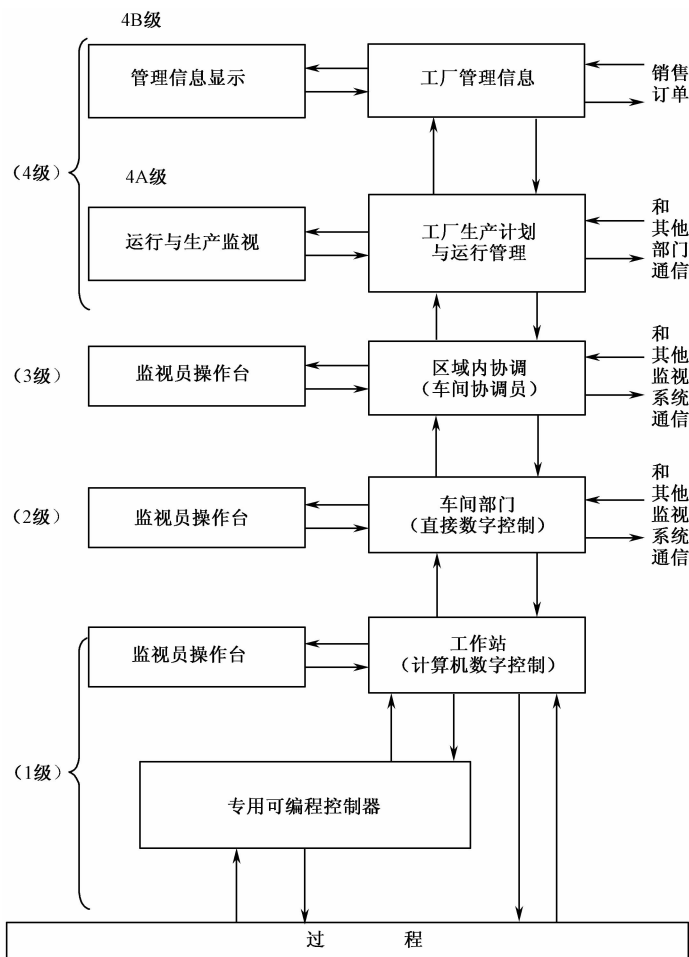 4B级
管理信息显示
工厂管理信息
销售
订单
(4级)
4A级
运行与生产监视
工厂生产计划
与运行管理
和
其他
部门
通信
(3级)
监视员操作台
区域内协调
(车间协调员)
和
其他
监视
系统
通信
(2级)
监视员操作台
车间部门
(直接数字控制)
和
其他
监视
系统
通信
监视员操作台
工作站
(计算机数字控制)
(1级)
专用可编程控制器
过 程